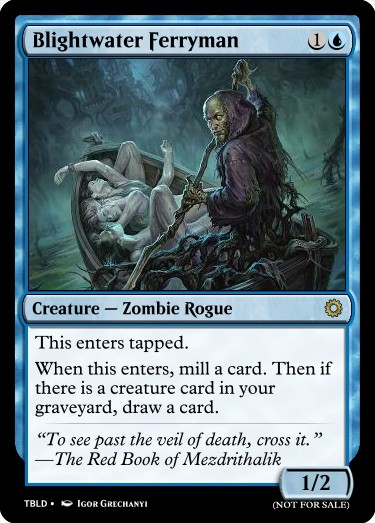 Blightwater Ferryman 1
Creature — Zombie Rogue
This enters tapped.
When this enters, mill a card. Then if
there is a creature card in your
graveyard, draw a card.
“To see past the veil of death, cross it.”
—The Red Book of Mezdrithalik
1/2
TBLD • Igor Grechanyi
(NOT FOR SALE)